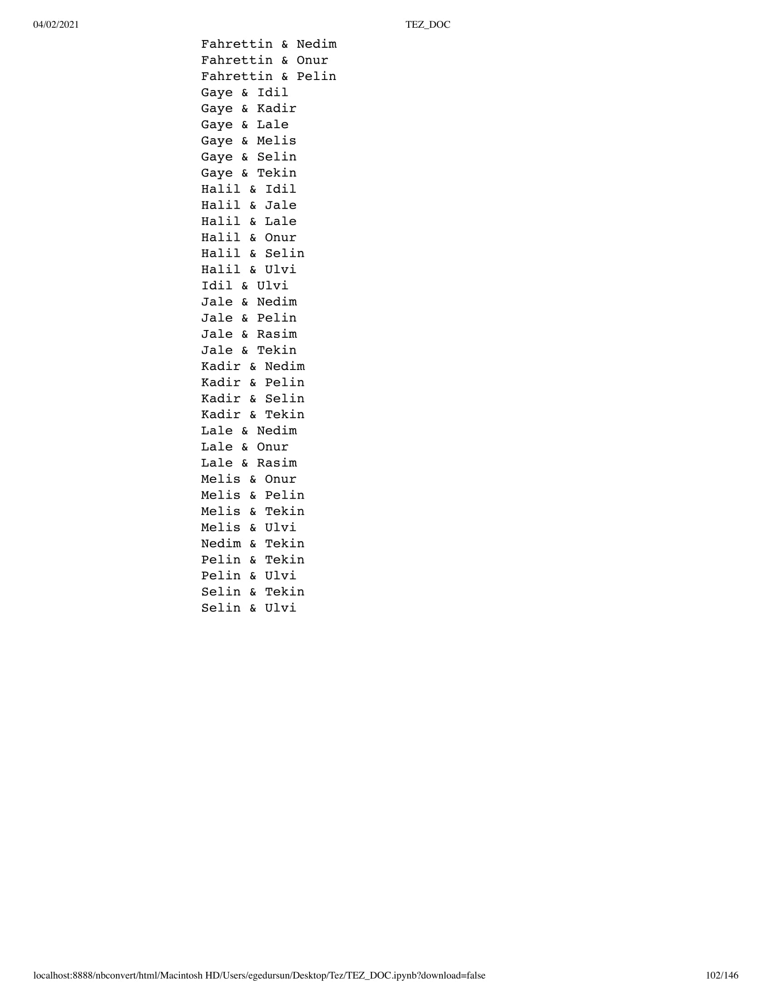 04/02/2021 TEZ_DOC
Fahrettin & Nedim
Fahrettin & Onur
Fahrettin & Pelin
Gaye & Idil
Gaye & Kadir
Gaye & Lale
Gaye & Melis
Gaye & Selin
Gaye & Tekin
Halil & Idil
Halil & Jale
Halil & Lale
Halil & Onur
Halil & Selin
Halil & Ulvi
Idil & Ulvi
Jale & Nedim
Jale & Pelin
Jale & Rasim
Jale & Tekin
Kadir & Nedim
Kadir & Pelin
Kadir & Selin
Kadir & Tekin
Lale & Nedim
Lale & Onur
Lale & Rasim
Melis & Onur
Melis & Pelin
Melis & Tekin
Melis & Ulvi
Nedim & Tekin
Pelin & Tekin
Pelin & Ulvi
Selin & Tekin
Selin & Ulvi
localhost:8888/nbconvert/html/Macintosh HD/Users/egedursun/Desktop/Tez/TEZ_DOC.ipynb?download=false 102/146